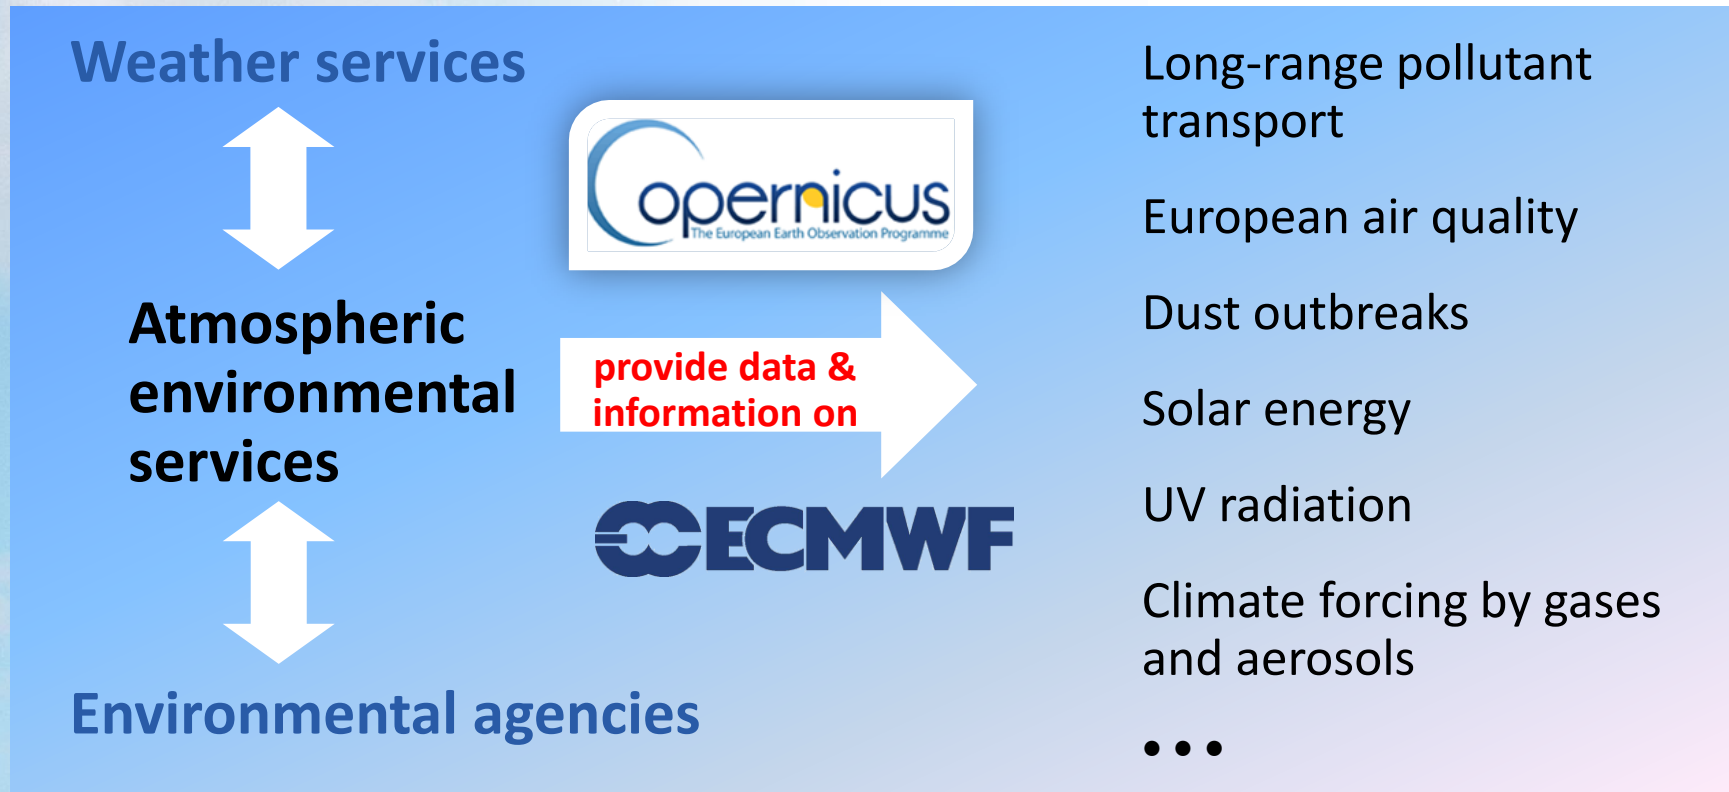 Weather services
Atmospheric
environmental
services
Environmental agencies
Copernicus
The European Earth Observation Programme
provide data &
information on
ECMWF
Long-range pollutant
transport
European air quality
Dust outbreaks
Solar energy
UV radiation
Climate forcing by gases
and aerosols
...